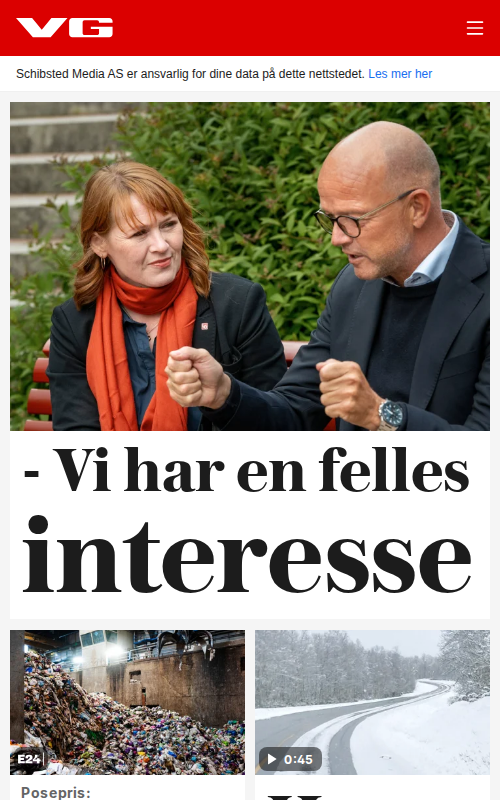 VG
Schibsted Media AS er ansvarlig for dine data på dette nettstedet. Les mer her
- Vi har en felles
interesse
E24
0:45
Posepris: